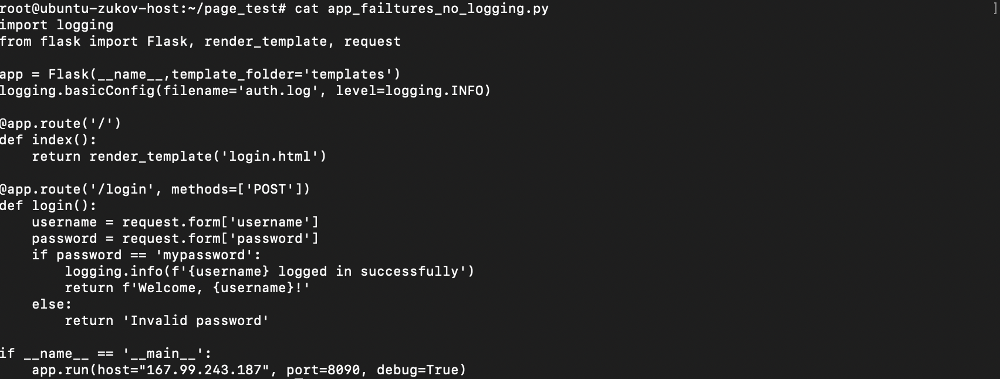 root@ubuntu-zukov-host:~/page_test# cat app_failtures_no_logging.py ]
import logging
from flask import Flask, render_template, request

app = Flask(__name__,template_folder='templates')
logging.basicConfig(filename='auth.log', level=logging.INFO)

@app.route('/')
def index():
    return render_template('login.html')

@app.route('/login', methods=['POST'])
def login():
    username = request.form['username']
    password = request.form['password']
    if password == 'mypassword':
        logging.info(f'{username} logged in successfully')
        return f'Welcome, {username}!'
    else:
        return 'Invalid password'

if __name__ == '__main__':
    app.run(host="167.99.243.187", port=8090, debug=True)